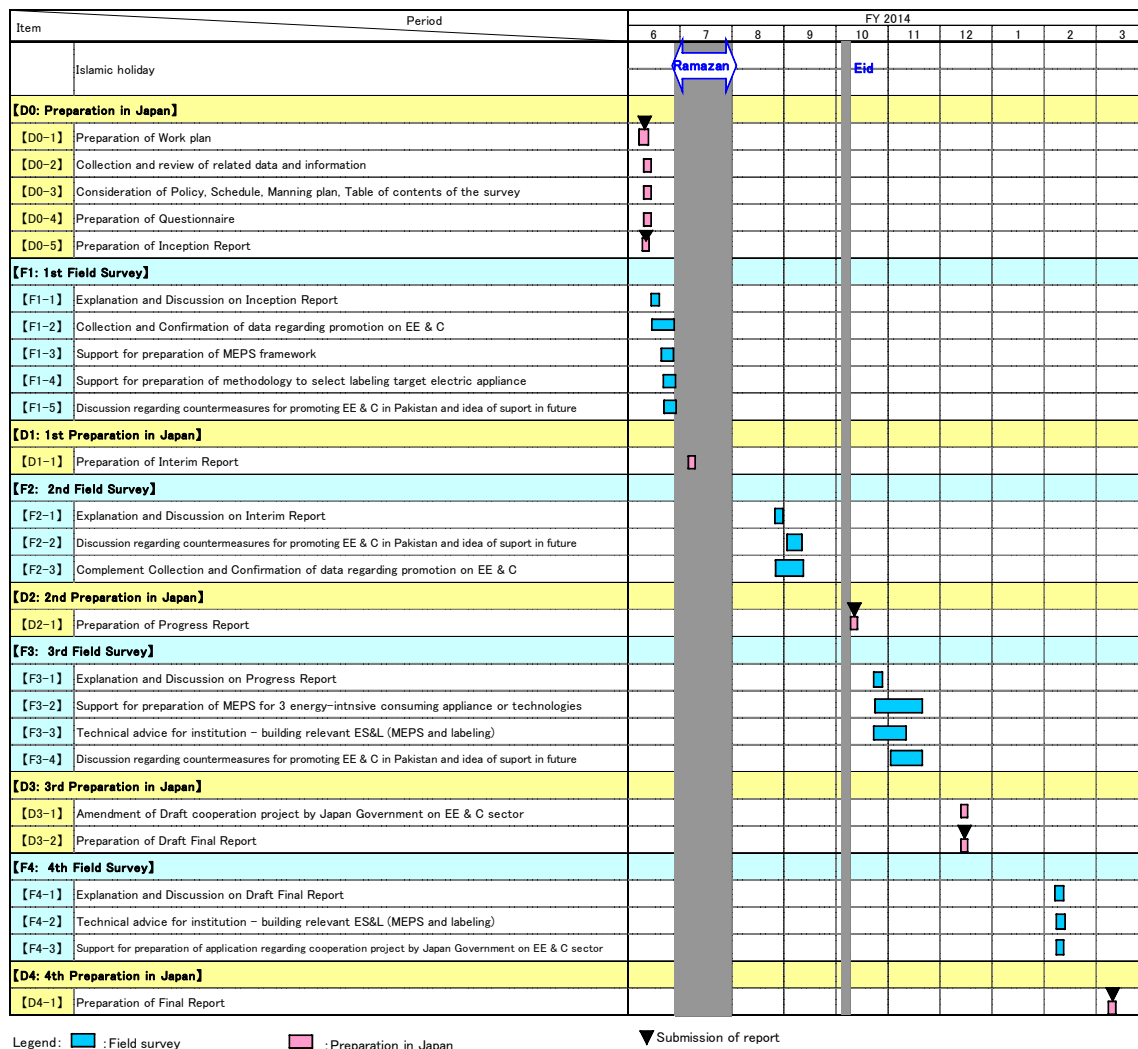 Period
Item
FY 2014
6 7 8 9 10 11 12 1 2 3
Islamic holiday
Ramazan
Eid
【D0: Preparation in Japan】
【D0-1】 Preparation of Work plan
【D0-2】 Collection and review of related data and information
【D0-3】 Consideration of Policy, Schedule, Manning plan, Table of contents of the survey
【D0-4】 Preparation of Questionnaire
【D0-5】 Preparation of Inception Report
【F1: 1st Field Survey】
【F1-1】 Explanation and Discussion on Inception Report
【F1-2】 Collection and Confirmation of data regarding promotion on EE & C
【F1-3】 Support for preparation of MEPS framework
【F1-4】 Support for preparation of methodology to select labeling target electric appliance
【F1-5】 Discussion regarding countermeasures for promoting EE & C in Pakistan and idea of suport in future
【D1: 1st Preparation in Japan】
【D1-1】 Preparation of Interim Report
【F2: 2nd Field Survey】
【F2-1】 Explanation and Discussion on Interim Report
【F2-2】 Discussion regarding countermeasures for promoting EE & C in Pakistan and idea of suport in future
【F2-3】 Complement Collection and Confirmation of data regarding promotion on EE & C
【D2: 2nd Preparation in Japan】
【D2-1】 Preparation of Progress Report
【F3: 3rd Field Survey】
【F3-1】 Explanation and Discussion on Progress Report
【F3-2】 Support for preparation of MEPS for 3 energy-intnsive consuming appliance or technologies
【F3-3】 Technical advice for institution - building relevant ES&L (MEPS and labeling)
【F3-4】 Discussion regarding countermeasures for promoting EE & C in Pakistan and idea of suport in future
【D3: 3rd Preparation in Japan】
【D3-1】 Amendment of Draft cooperation project by Japan Government on EE & C sector
【D3-2】 Preparation of Draft Final Report
【F4: 4th Field Survey】
【F4-1】 Explanation and Discussion on Draft Final Report
【F4-2】 Technical advice for institution - building relevant ES&L (MEPS and labeling)
【F4-3】 Support for preparation of application regarding cooperation project by Japan Government on EE & C sector
【D4: 4th Preparation in Japan】
【D4-1】 Preparation of Final Report
Legend: :Field survey :Preparation in Japan Submission of report